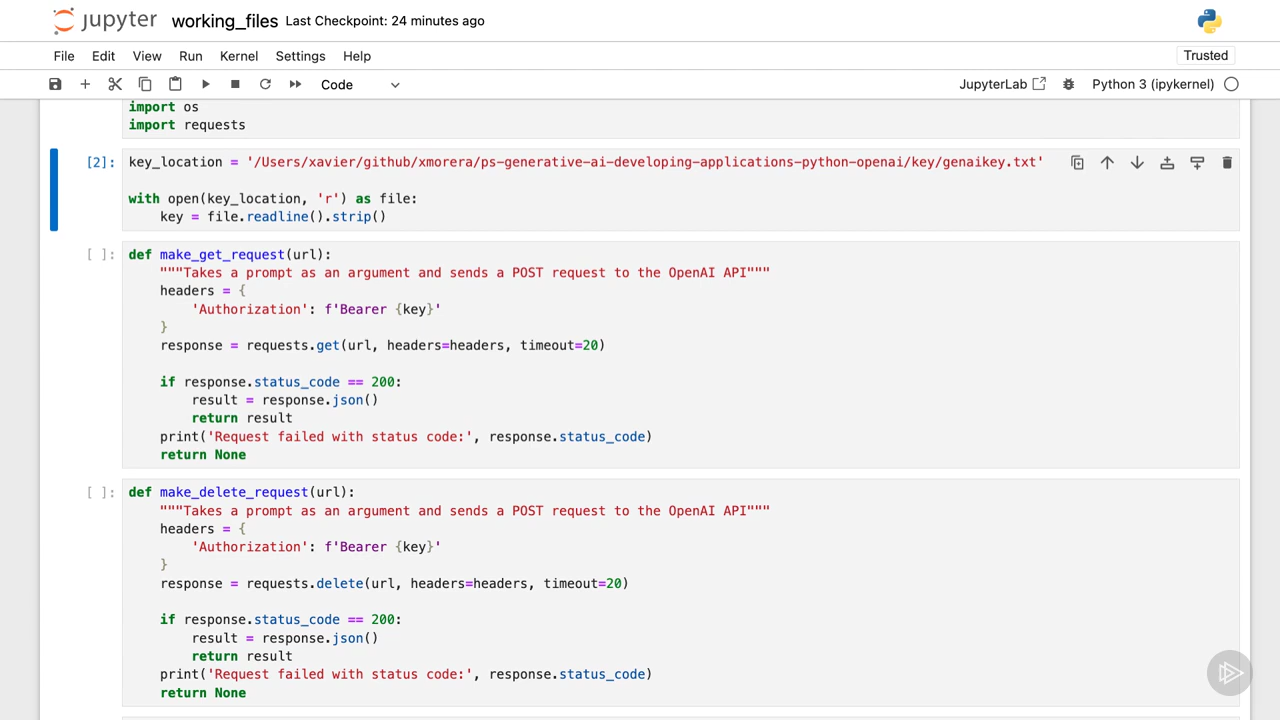 jupyter working_files Last Checkpoint: 24 minutes ago
File Edit View Run Kernel Settings Help Trusted
Code JupyterLab Python 3 (ipykernel)
import os
import requests
[2]: key_location = '/Users/xavier/github/xmorera/ps-generative-ai-developing-applications-python-openai/key/genaikey.txt'
with open(key_location, 'r') as file:
    key = file.readline().strip()
[ ]: def make_get_request(url):
    """Takes a prompt as an argument and sends a POST request to the OpenAI API"""
    headers = {
        'Authorization': f'Bearer {key}'
    }
    response = requests.get(url, headers=headers, timeout=20)
    if response.status_code == 200:
        result = response.json()
        return result
    print('Request failed with status code:', response.status_code)
    return None
[ ]: def make_delete_request(url):
    """Takes a prompt as an argument and sends a POST request to the OpenAI API"""
    headers = {
        'Authorization': f'Bearer {key}'
    }
    response = requests.delete(url, headers=headers, timeout=20)
    if response.status_code == 200:
        result = response.json()
        return result
    print('Request failed with status code:', response.status_code)
    return None